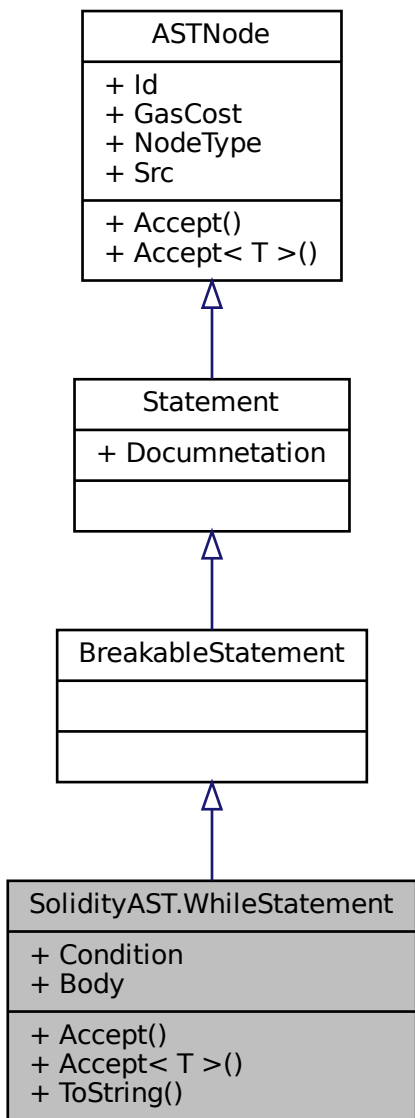 ASTNode
+ Id
+ GasCost
+ NodeType
+ Src
+ Accept()
+ Accept< T >()
Statement
+ Documnetation
BreakableStatement
SolidityAST.WhileStatement
+ Condition
+ Body
+ Accept()
+ Accept< T >()
+ ToString()